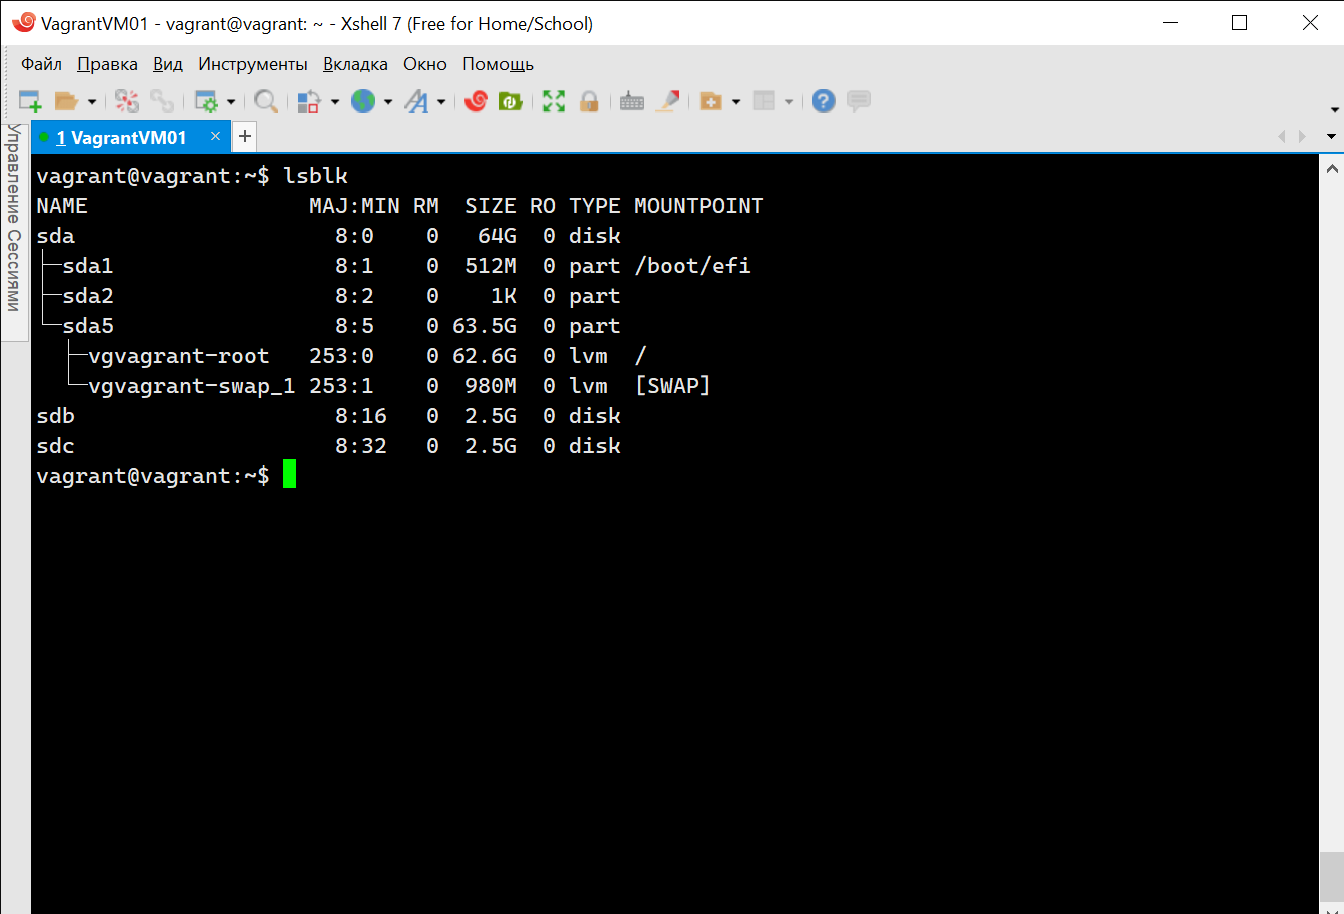 VagrantVM01 - vagrant@vagrant: ~ - Xshell 7 (Free for Home/School)
Файл Правка Вид Инструменты Вкладка Окно Помощь
Управление Сессиями
1 VagrantVM01
vagrant@vagrant:~$ lsblk
NAME                 MAJ:MIN RM   SIZE RO TYPE MOUNTPOINT
sda                    8:0    0    64G  0 disk
├─sda1                 8:1    0   512M  0 part /boot/efi
├─sda2                 8:2    0     1K  0 part
└─sda5                 8:5    0  63.5G  0 part
  ├─vgvagrant-root   253:0    0  62.6G  0 lvm  /
  └─vgvagrant-swap_1 253:1    0   980M  0 lvm  [SWAP]
sdb                    8:16   0   2.5G  0 disk
sdc                    8:32   0   2.5G  0 disk
vagrant@vagrant:~$